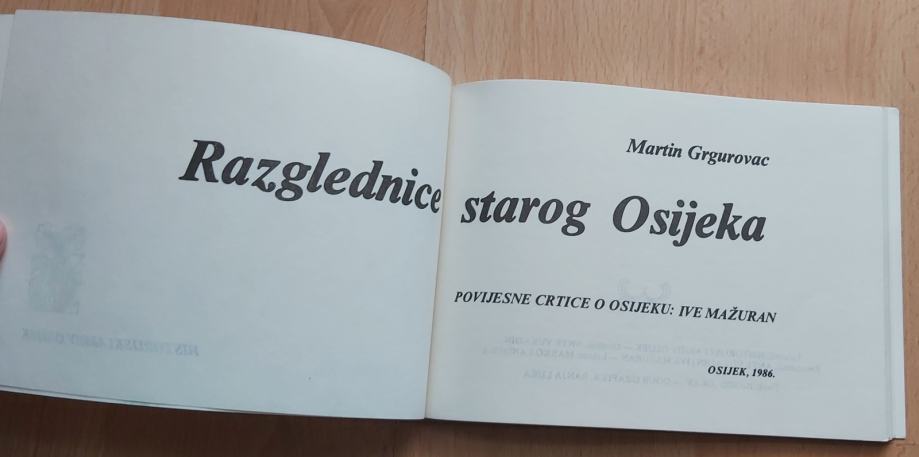 Razglednice starog Osijeka
Martin Grgurovac
POVIJESNE CRTICE O OSIJEKU: IVE MAŽURAN
OSIJEK, 1986.